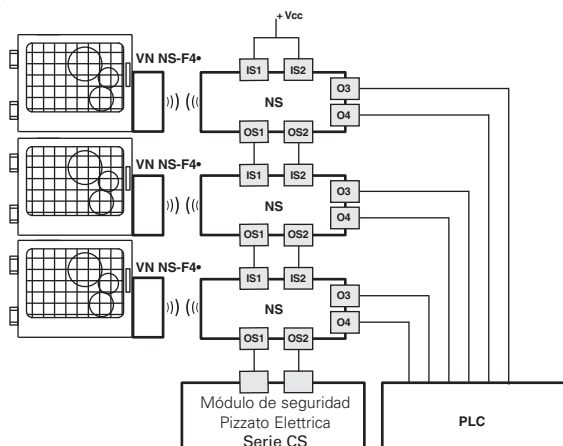 + Vcc
VN NS-F4•
IS1 IS2
O3
NS
O4
OS1 OS2
VN NS-F4•
IS1 IS2
O3
NS
O4
OS1 OS2
VN NS-F4•
IS1 IS2
O3
NS
O4
OS1 OS2
Módulo de seguridad
Pizzato Elettrica
Serie CS
PLC